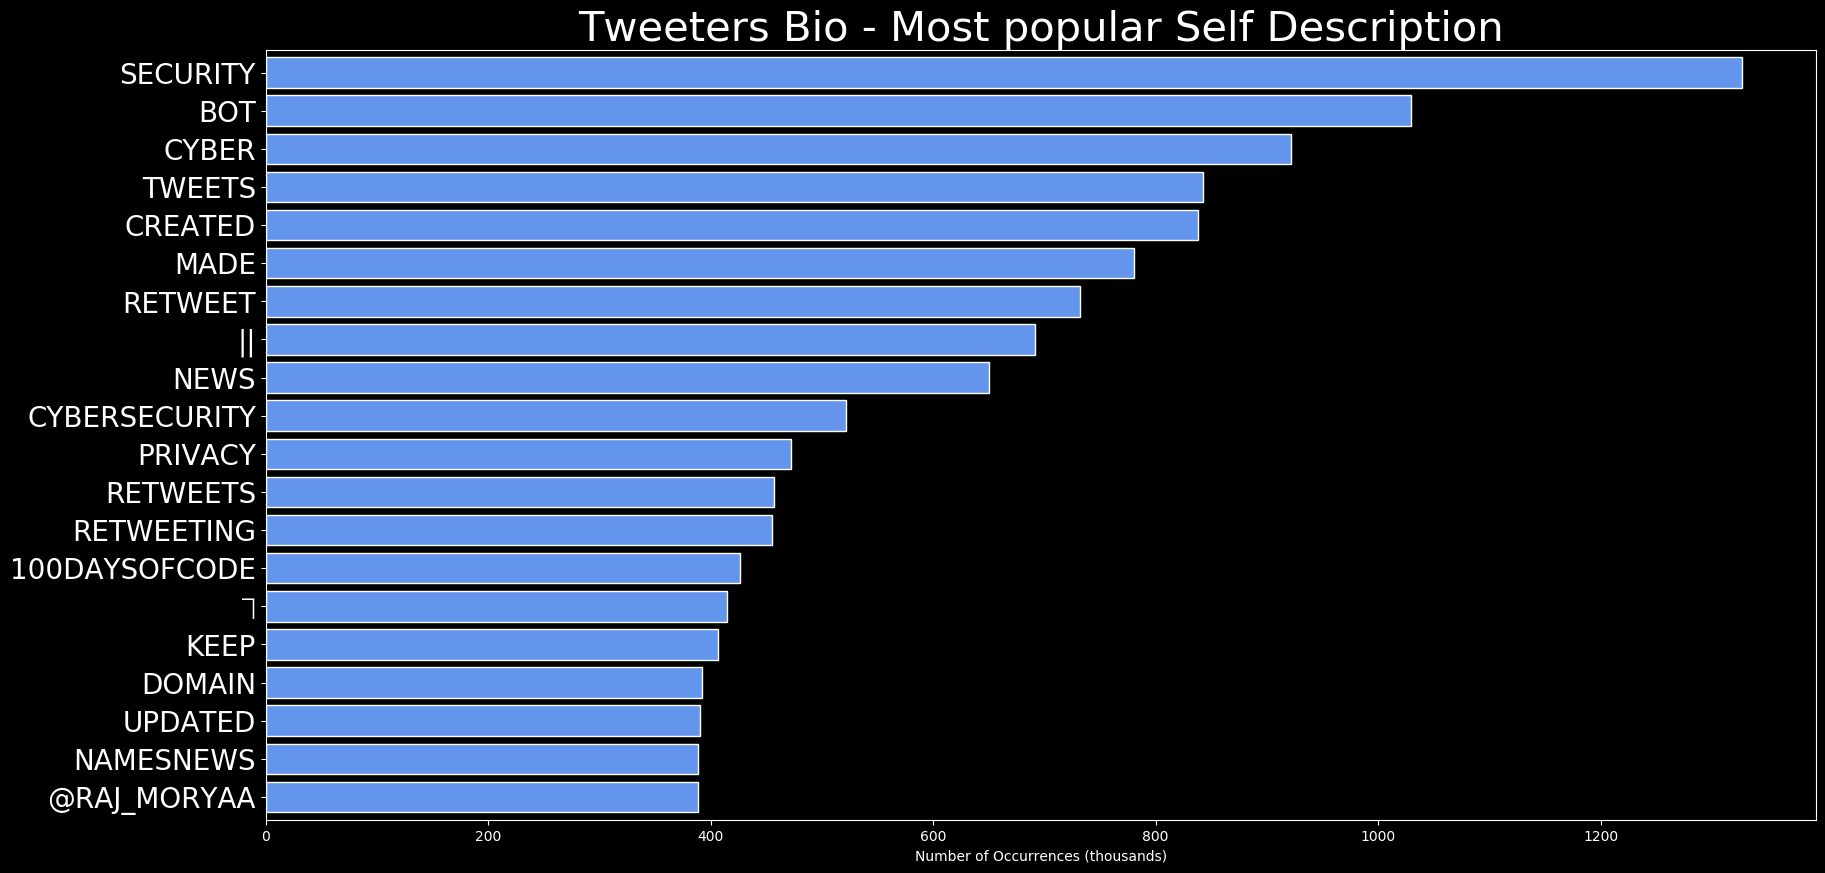 Tweeters Bio - Most popular Self Description
SECURITY
BOT
CYBER
TWEETS
CREATED
MADE
RETWEET
||
NEWS
CYBERSECURITY
PRIVACY
RETWEETS
RETWEETING
100DAYSOFCODE
┐
KEEP
DOMAIN
UPDATED
NAMESNEWS
@RAJ_MORYAA
0 200 400 600 800 1000 1200
Number of Occurrences (thousands)